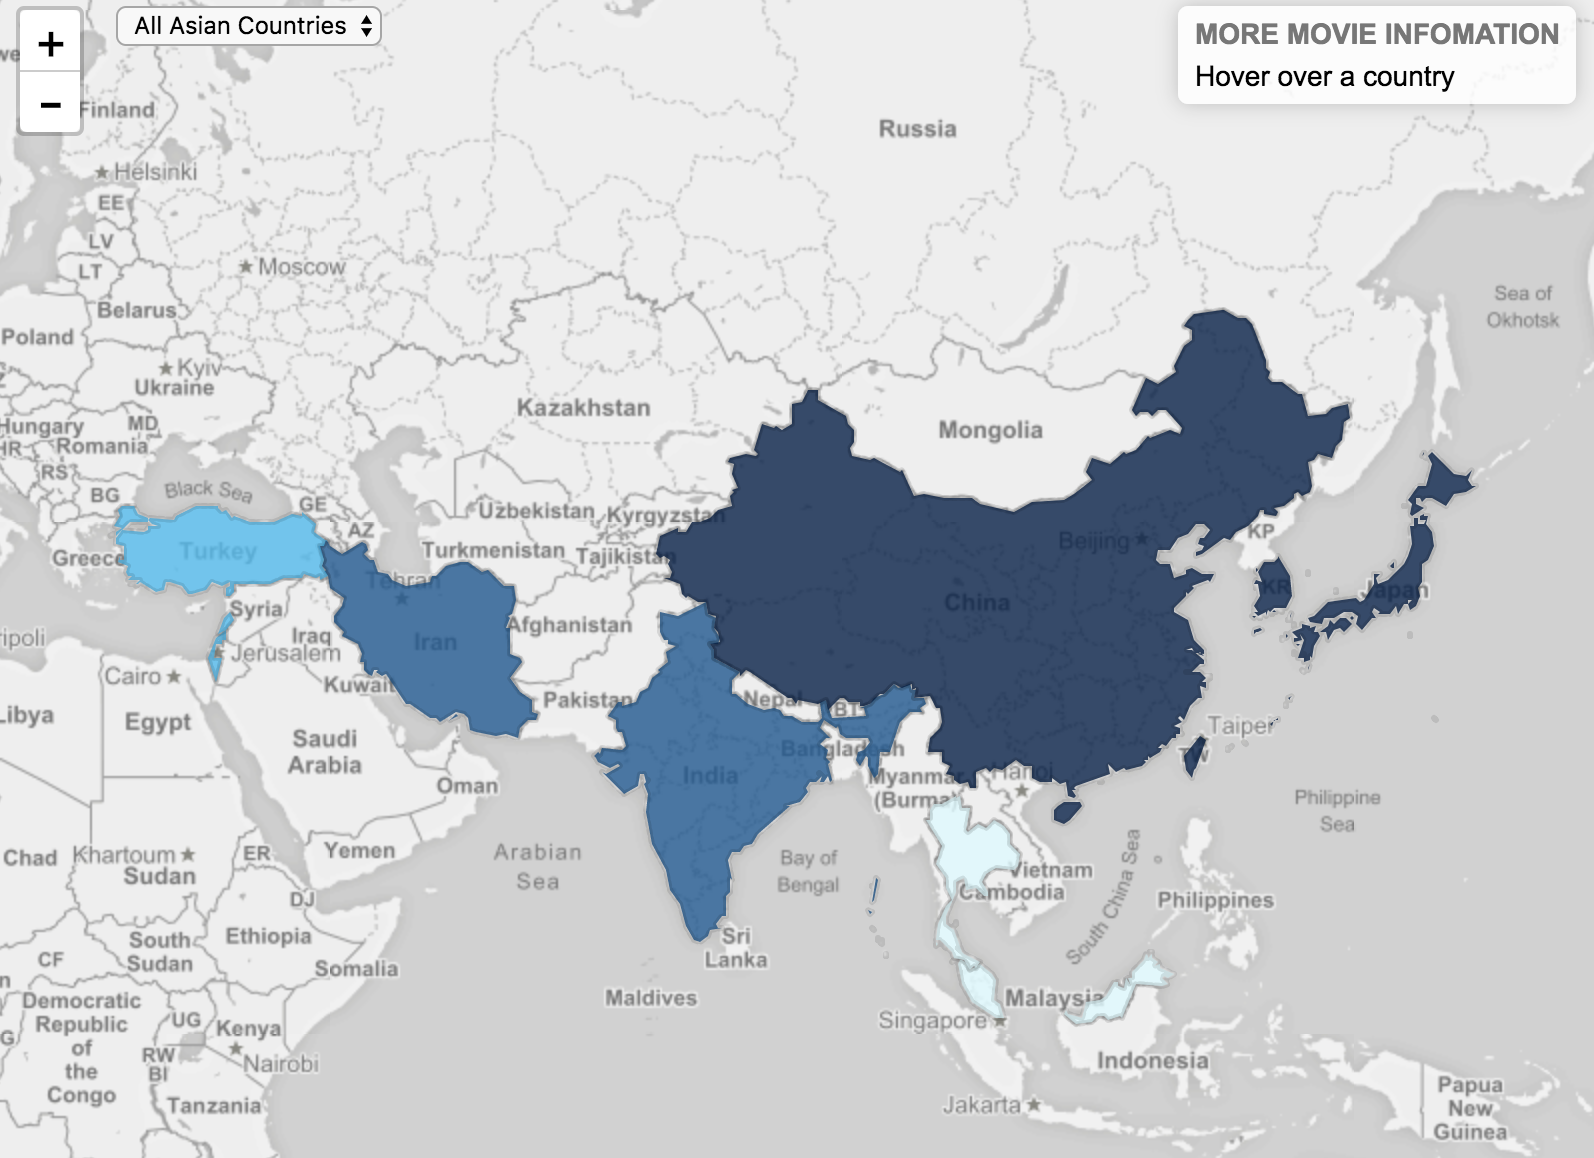 +
All Asian Countries
MORE MOVIE INFOMATION
Hover over a country
−
Finland
Russia
Helsinki
EE
LV
Moscow
LT
Sea of
Okhotsk
Belarus
Poland
Kyiv
Ukraine
Kazakhstan
Mongolia
Hungary
MD
HR
Romania
RS
BG
Black Sea
GE
Uzbekistan
Kyrgyzstan
AZ
KP
Beijing
Greece
Turkey
Turkmenistan
Tajikistan
Tehran
KR
Japan
China
Syria
Afghanistan
Iraq
Iran
ripoli
Jerusalem
Cairo
Kuwait
Pakistan
Nepal
BT
Libya
Egypt
Taipei
Saudi
Arabia
Bangladesh
TW
India
Hanoi
Myanmar
(Burma)
Oman
Philippine
Sea
Chad
Khartoum
Sudan
ER
Yemen
Arabian
Sea
Bay of
Bengal
Vietnam
Cambodia
South China Sea
Philippines
DJ
South
Sudan
Ethiopia
Sri
Lanka
CF
Somalia
Democratic
Republic
of
the
Congo
Maldives
Malaysia
UG
Kenya
Singapore
RW
BI
Nairobi
Indonesia
Tanzania
Jakarta
Papua
New
Guinea